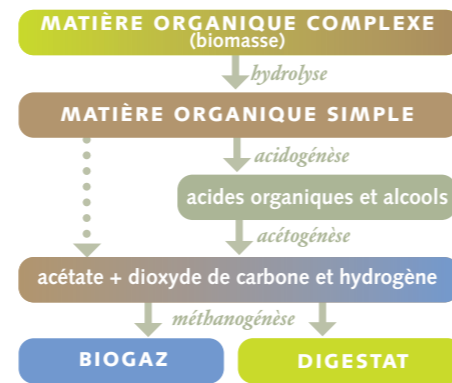 MATIÈRE ORGANIQUE COMPLEXE
(biomasse)
hydrolyse
MATIÈRE ORGANIQUE SIMPLE
acidogénèse
acides organiques et alcools
acétogénèse
acétate + dioxyde de carbone et hydrogène
méthanogénèse
BIOGAZ
DIGESTAT